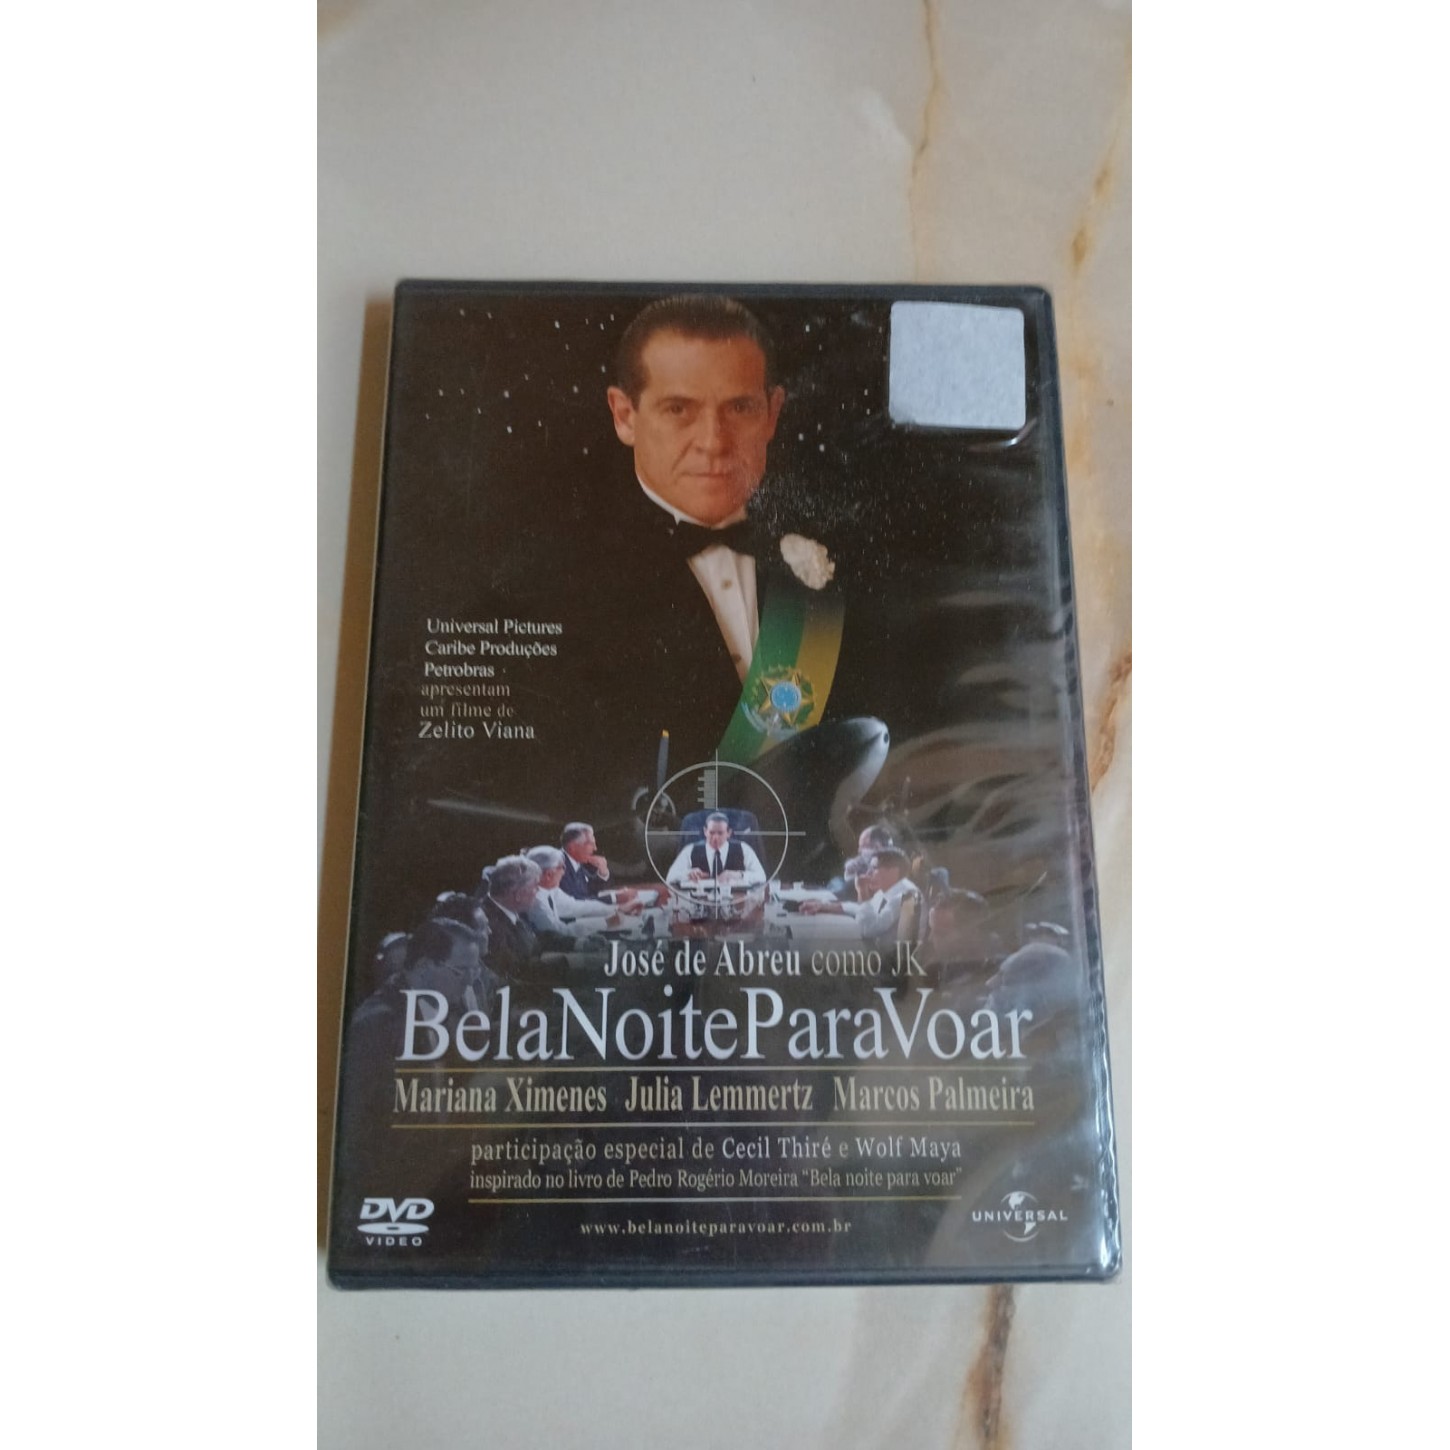 Universal Pictures
Caribe Produções
Petrobras
apresentam
um filme de
Zelito Viana
José de Abreu como JK
BelaNoiteParaVoar
Mariana Ximenes Julia Lemmertz Marcos Palmeira
participação especial de Cecil Thiré e Wolf Maya
inspirado no livro de Pedro Rogério Moreira “Bela noite para voar”
DVD
VIDEO
www.belanoiteparavoar.com.br
UNIVERSAL